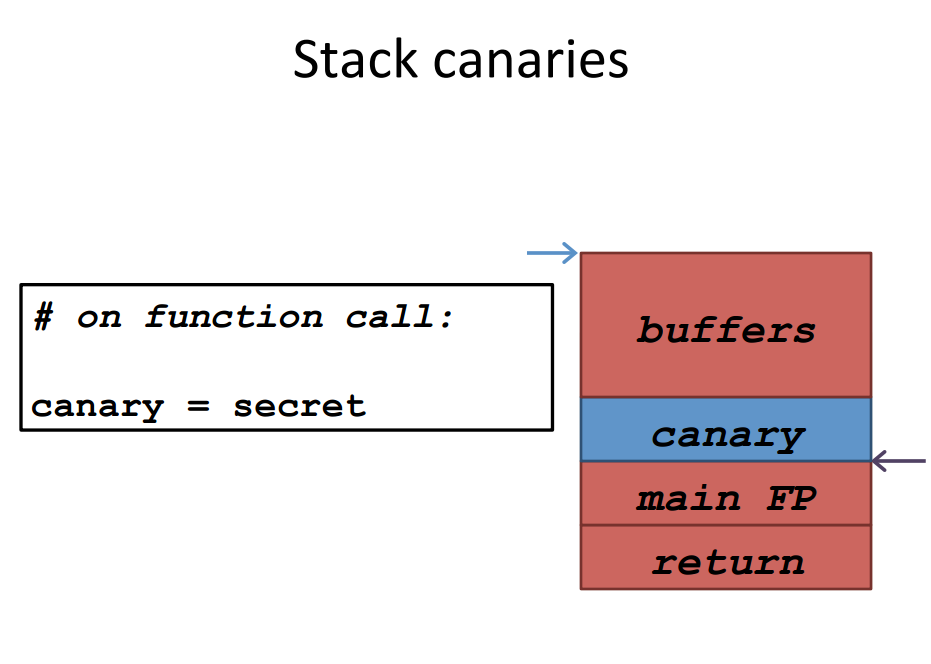 Stack canaries
# on function call:
canary = secret
buffers
canary
main FP
return